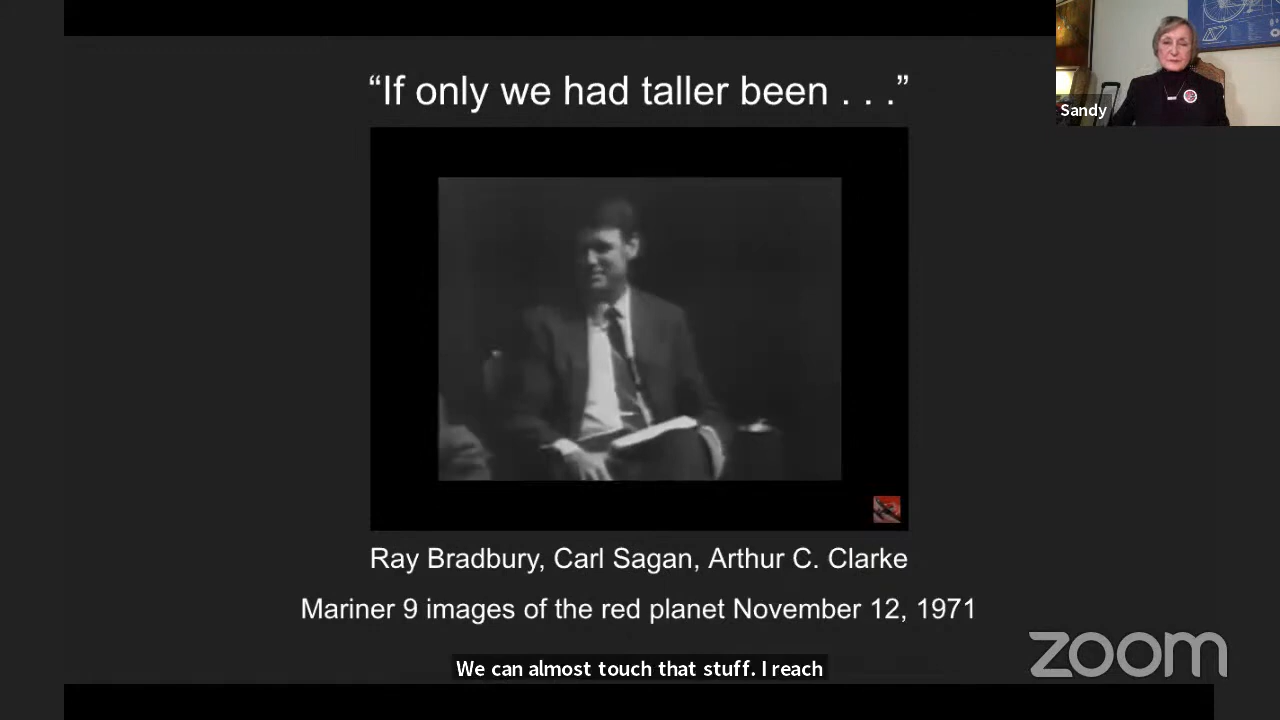 “If only we had taller been . . .”
Sandy
Ray Bradbury, Carl Sagan, Arthur C. Clarke
Mariner 9 images of the red planet November 12, 1971
We can almost touch that stuff. I reach
zoom